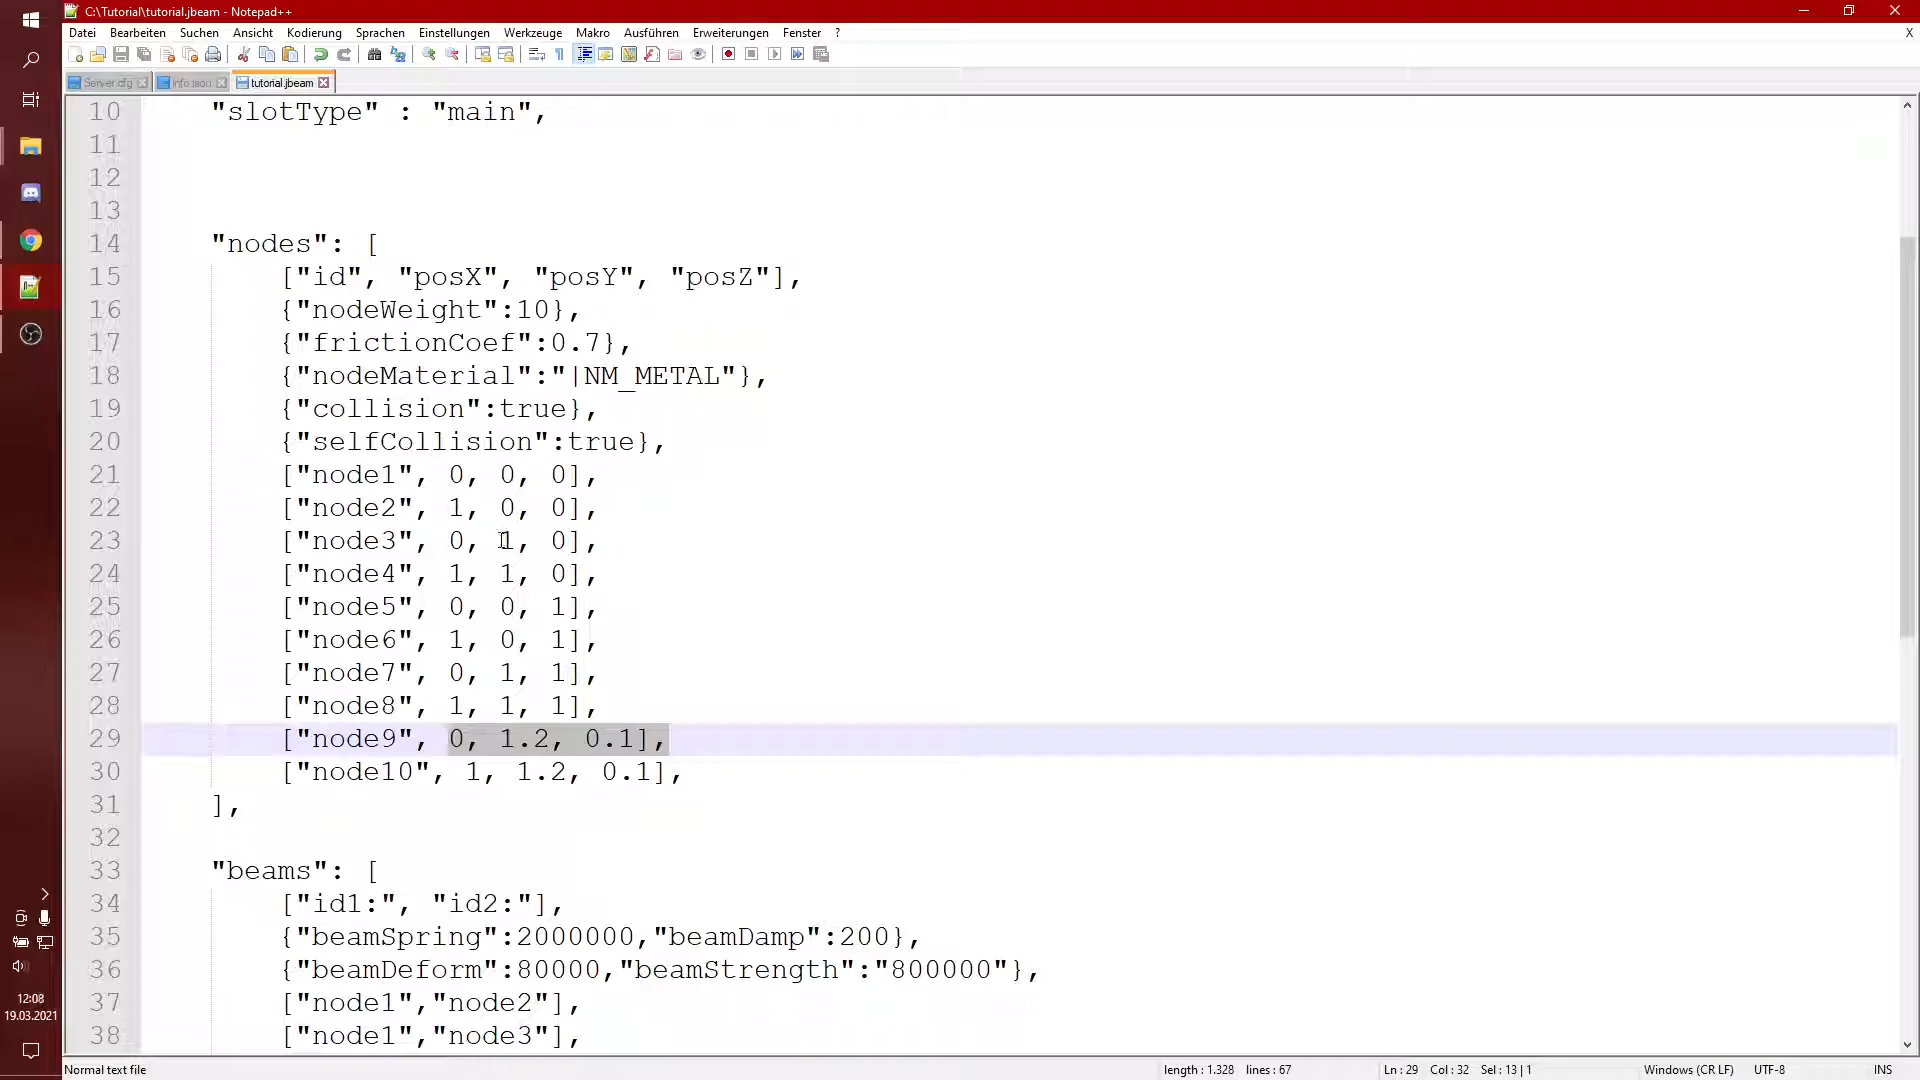 C:\Tutorial\tutorial.jbeam - Notepad++
Datei Bearbeiten Suchen Ansicht Kodierung Sprachen Einstellungen Werkzeuge Makro Ausführen Erweiterungen Fenster ? X
Server.cfg info.json tutorial.jbeam
10 "slotType" : "main",
11
12
13
14 "nodes": [
15 ["id", "posX", "posY", "posZ"],
16 {"nodeWeight":10},
17 {"frictionCoef":0.7},
18 {"nodeMaterial":"|NM_METAL"},
19 {"collision":true},
20 {"selfCollision":true},
21 ["node1", 0, 0, 0],
22 ["node2", 1, 0, 0],
23 ["node3", 0, 1, 0],
24 ["node4", 1, 1, 0],
25 ["node5", 0, 0, 1],
26 ["node6", 1, 0, 1],
27 ["node7", 0, 1, 1],
28 ["node8", 1, 1, 1],
29 ["node9", 0, 1.2, 0.1],
30 ["node10", 1, 1.2, 0.1],
31 ],
32
33 "beams": [
34 ["id1:", "id2:"],
35 {"beamSpring":2000000,"beamDamp":200},
36 {"beamDeform":80000,"beamStrength":"800000"},
37 ["node1","node2"],
38 ["node1","node3"],
12:08
19.03.2021
Normal text file length : 1.328 lines : 67 Ln : 29 Col : 32 Sel : 13 | 1 Windows (CR LF) UTF-8 INS